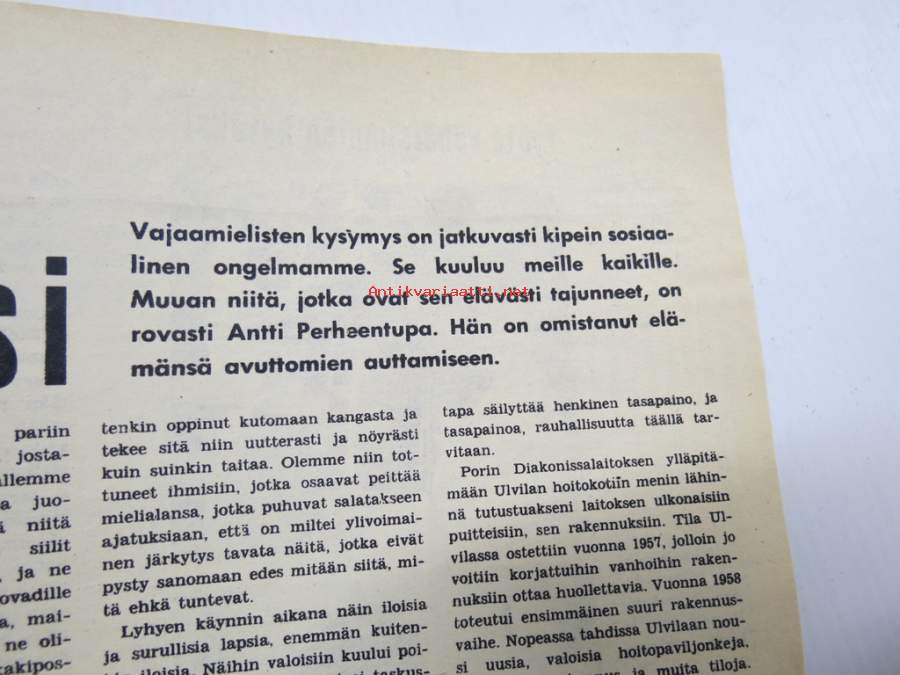 si
Vajaamielisten kysymys on jatkuvasti kipein sosiaa-
linen ongelmamme. Se kuuluu meille kaikille.
Muuan niitä, jotka ovat sen elävästi tajunneet, on
rovasti Antti Perheentupa. Hän on omistanut elä-
mänsä avuttomien auttamiseen.
Antikvariaatti.net
pariin
josta-
llemme
a juo-
ä niitä
siilit
, ja ne
ovadille
a, mai-
ne oli-
akipos-
tenkin oppinut kutomaan kangasta ja
tekee sitä niin uutterasti ja nöyrästi
kuin suinkin taitaa. Olemme niin tot-
tuneet ihmisiin, jotka osaavat peittää
mielialansa, jotka puhuvat salatakseen
ajatuksiaan, että on miltei ylivoimai-
nen järkytys tavata näitä, jotka eivät
pysty sanomaan edes mitään siitä, mi-
tä ehkä tuntevat.
Lyhyen käynnin aikana näin iloisia
ja surullisia lapsia, enemmän kuiten-
kin iloisia. Näihin valoisiin kuului poi-
taskus-
tapa säilyttää henkinen tasapaino, ja
tasapainoa, rauhallisuutta täällä tar-
vitaan.
Porin Diakonissalaitoksen ylläpitä-
mään Ulvilan hoitokotiin menin lähin-
nä tutustuakseni laitoksen ulkonaisiin
puitteisiin, sen rakennuksiin. Tila Ul-
vilassa ostettiin vuonna 1957, jolloin jo
voitiin korjattuihin vanhoihin raken-
nuksiin ottaa huollettavia. Vuonna 1958
toteutui ensimmäinen suuri rakennus-
vaihe. Nopeassa tahdissa Ulvilaan nou-
si uusia, valoisia hoitopaviljonkeja,
ja muita tiloja.